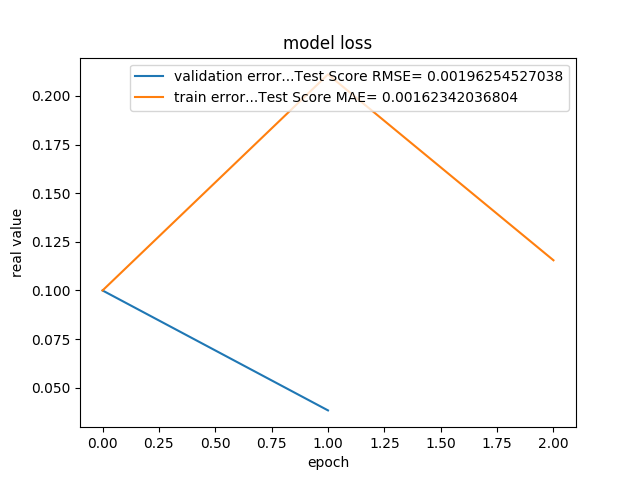 model loss
validation error...Test Score RMSE= 0.00196254527038
train error...Test Score MAE= 0.00162342036804
0.200
0.175
0.150
0.125
0.100
0.075
0.050
real value
0.00 0.25 0.50 0.75 1.00 1.25 1.50 1.75 2.00
epoch